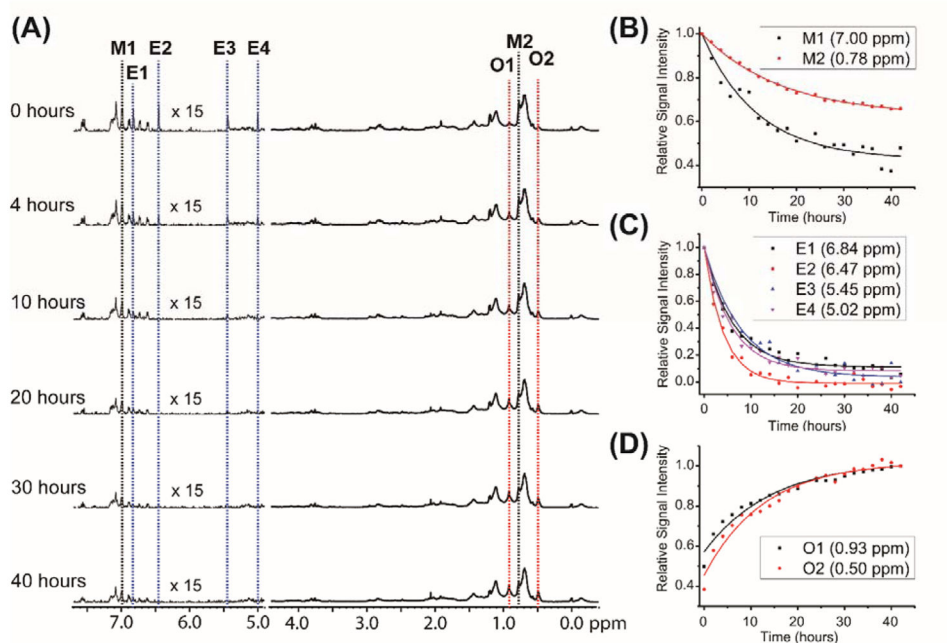 (A)
M1
E1
E2
E3
E4
O1
M2
O2
0 hours
x 15
4 hours
x 15
10 hours
x 15
20 hours
x 15
30 hours
x 15
40 hours
x 15
7.0 6.0 5.0 4.0 3.0 2.0 1.0 0.0 ppm
(B)
M1 (7.00 ppm)
M2 (0.78 ppm)
Relative Signal Intensity
1.0
0.8
0.6
0.4
0 10 20 30 40
Time (hours)
(C)
E1 (6.84 ppm)
E2 (6.47 ppm)
E3 (5.45 ppm)
E4 (5.02 ppm)
Relative Signal Intensity
1.0
0.8
0.6
0.4
0.2
0.0
0 10 20 30 40
Time (hours)
(D)
Relative Signal Intensity
1.0
0.8
0.6
0.4
O1 (0.93 ppm)
O2 (0.50 ppm)
0 10 20 30 40
Time (hours)